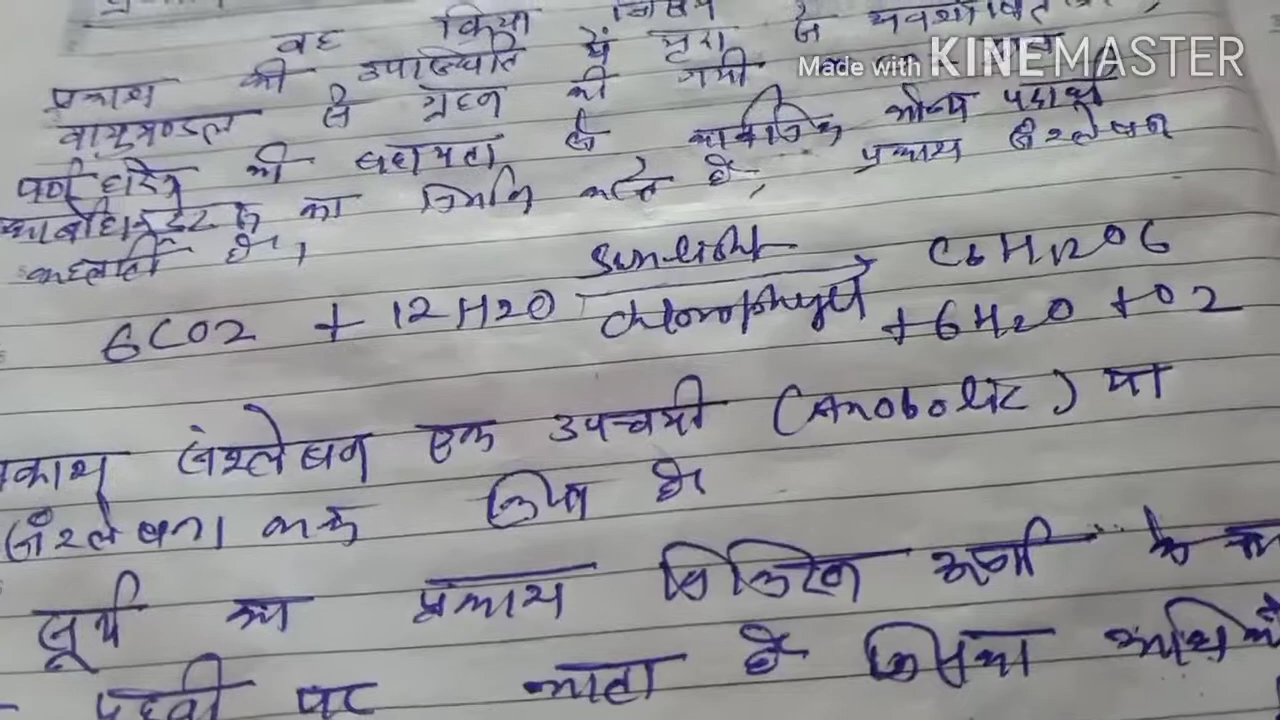 वह क्रिया जिसमें
प्रकाश की उपस्थिति में
Made with KINEMASTER
वायुमण्डल से ग्रहण की गयी
पर्णहरित की सहायता से कार्बनिक भोज्य पदार्थ
कार्बोहाइड्रेट का निर्माण करते है, प्रकाश संश्लेषण
कहलाती है।
Sunlight
6CO2 + 12H2O chlorophyll C6H12O6
+6H2O +O2
प्रकाश संश्लेषण एक उपचयी (Anabolic) या
संश्लेषणात्मक क्रिया है
सूर्य का प्रकाश विकिरण ऊर्जा के रूप
पृथ्वी पर आता है जिसका